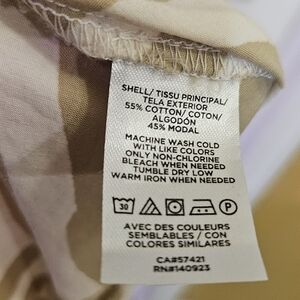 SHELL/ TISSU PRINCIPAL/
TELA EXTERIOR
55% COTTON/ COTON/
ALGODÓN
45% MODAL
MACHINE WASH COLD
WITH LIKE COLORS
ONLY NON-CHLORINE
BLEACH WHEN NEEDED
TUMBLE DRY LOW
WARM IRON WHEN NEEDED
30 P
AVEC DES COULEURS
SEMBLABLES / CON
COLORES SIMILARES
CA#57421
RN#140923